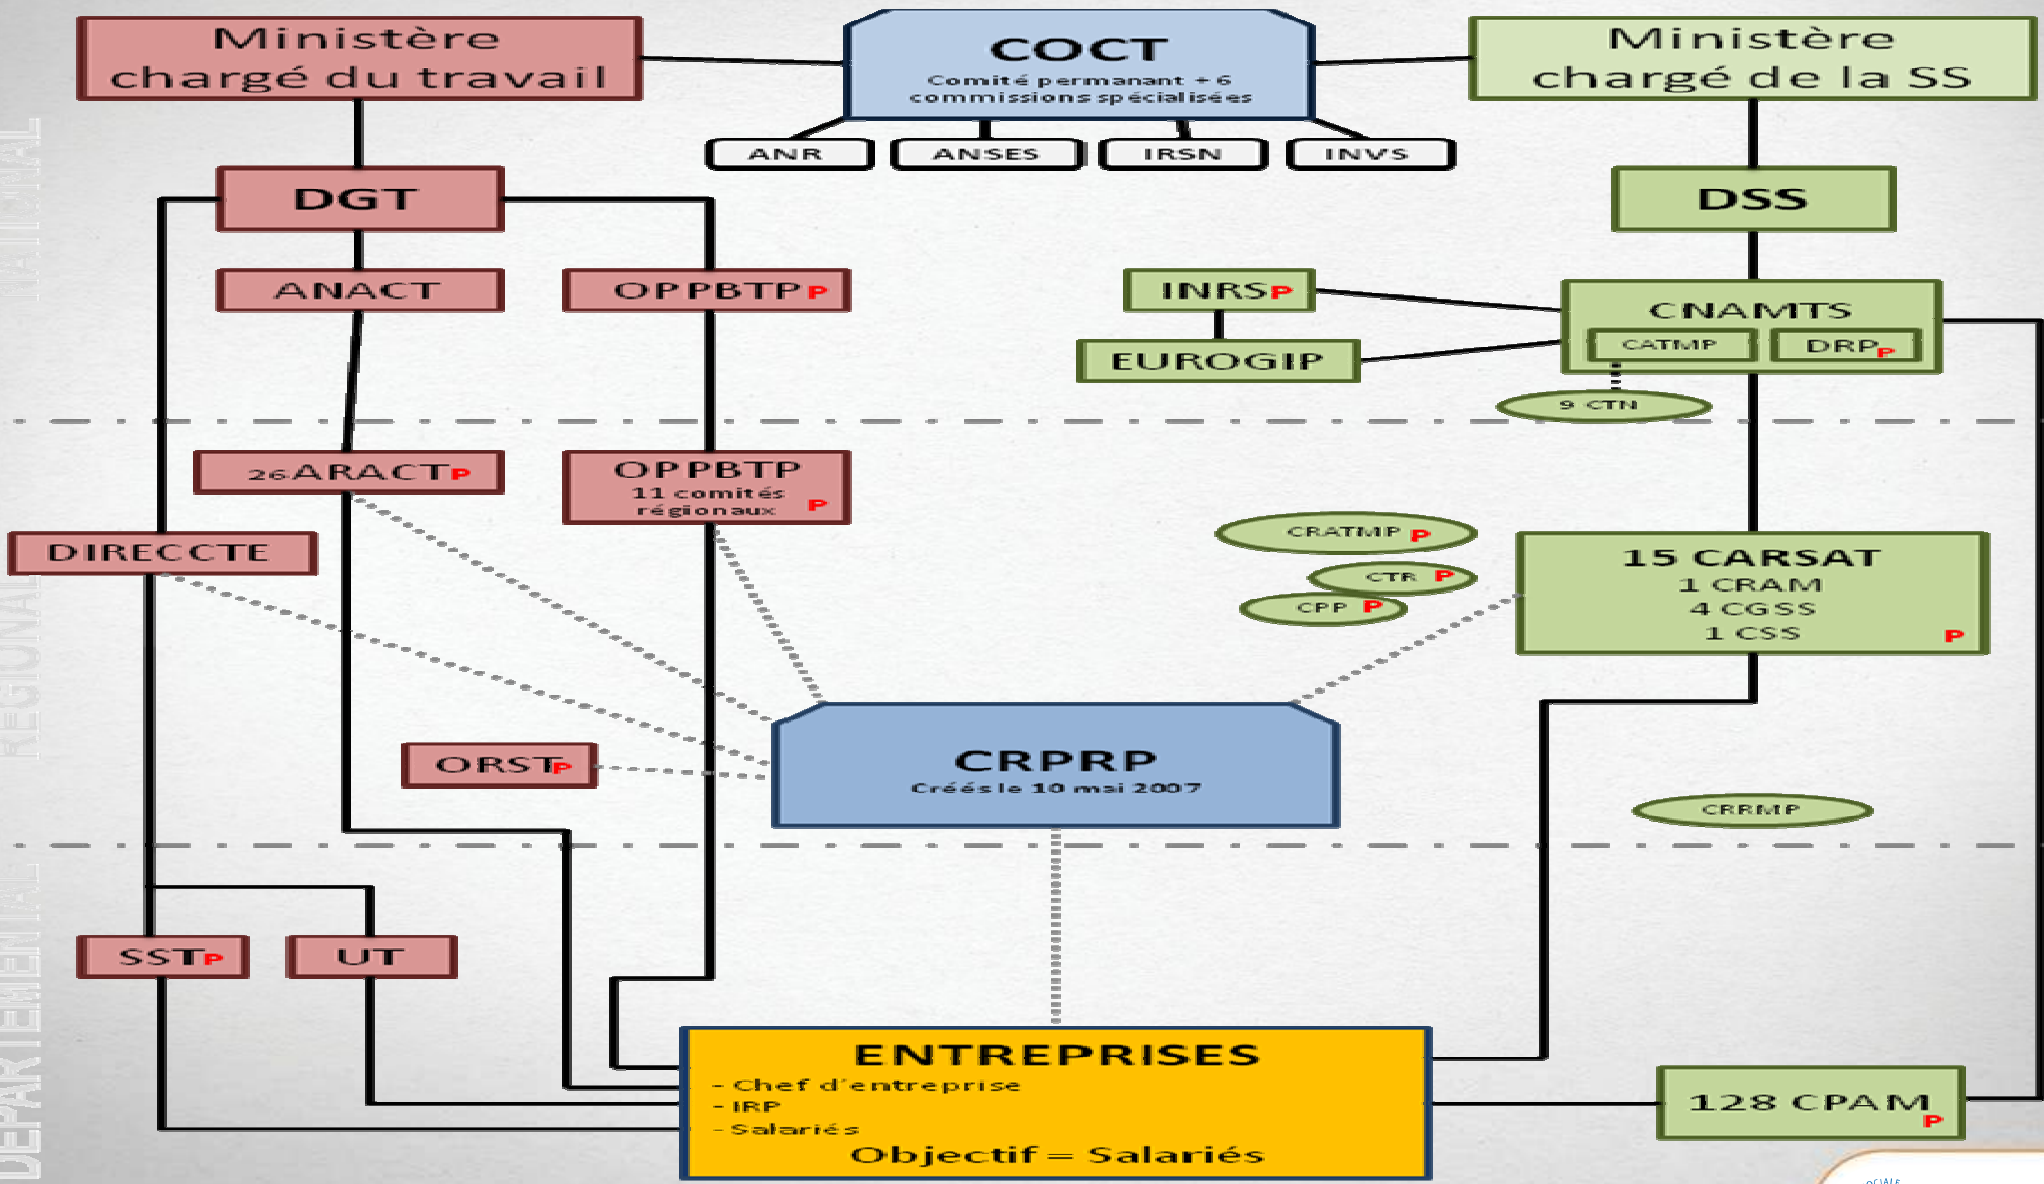 Ministère
chargé du travail
COCT
Comité permanant + 6
commissions spécialisées
Ministère
chargé de la SS
ANR
ANSES
IRSN
INVS
NATIONAL
DGT
DSS
ANACT
OPPBTP P
INRS P
EUROGIP
CNAMTS
CATMP
DRP P
9 CTN
26 ARACT P
OPPBTP
11 comités
régionaux P
DIRECCTE
CRATMP P
CTR P
CPP P
15 CARSAT
1 CRAM
4 CGSS
1 CSS
P
REGIONAL
ORST P
CRPRP
Créés le 10 mai 2007
CRRMP
DEPARTEMENTAL
SST P
UT
ENTREPRISES
- Chef d'entreprise
- IRP
- Salariés
Objectif = Salariés
128 CPAM
P